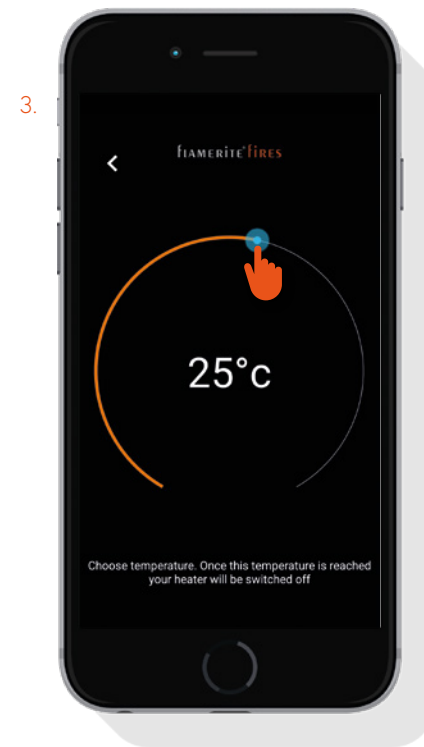 3.
flamerite fires
25°c
Choose temperature. Once this temperature is reached
your heater will be switched off